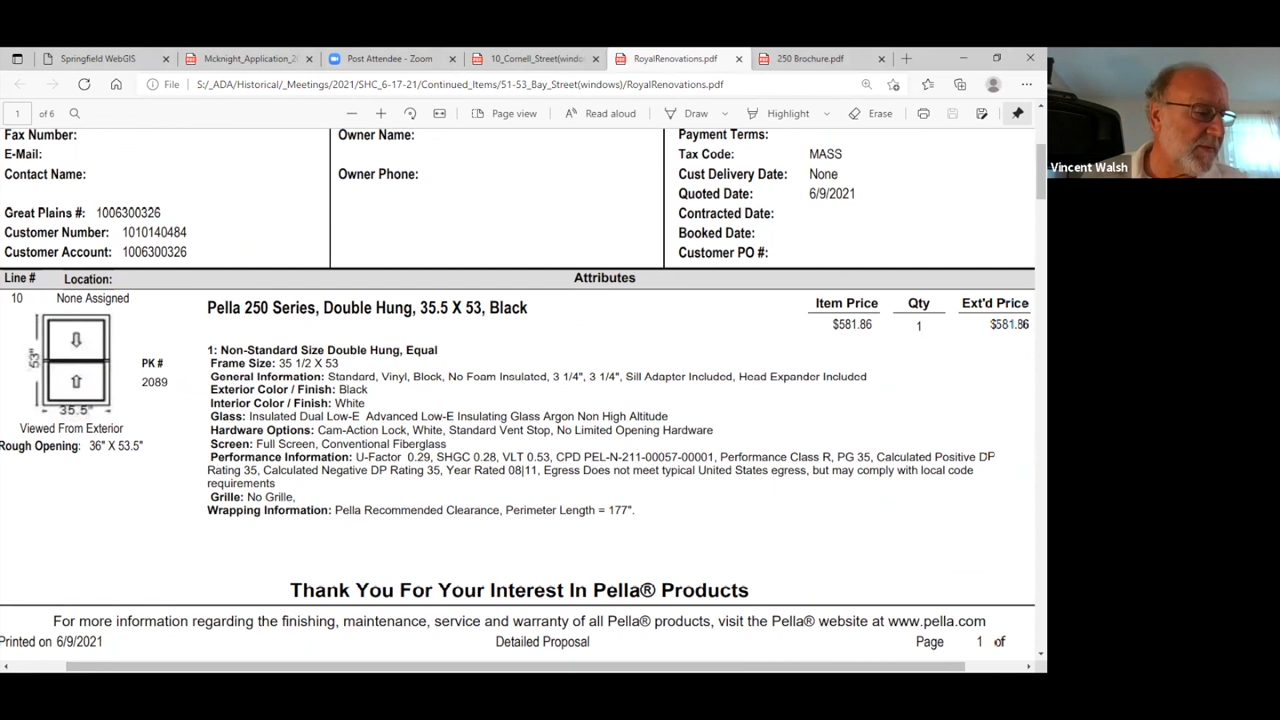 Springfield WebGIS
Mcknight_Application_2(
Post Attendee - Zoom
10_Cornell_Street(windo
RoyalRenovations.pdf
250 Brochure.pdf
File
S:/_ADA/Historical/_Meetings/2021/SHC_6-17-21/Continued_Items/51-53_Bay_Street(windows)/RoyalRenovations.pdf
1 of 6
Page view
Read aloud
Draw
Highlight
Erase
Fax Number:
E-Mail:
Contact Name:
Great Plains #: 1006300326
Customer Number: 1010140484
Customer Account: 1006300326
Owner Name:
Owner Phone:
Payment Terms:
Tax Code: MASS
Cust Delivery Date: None
Quoted Date: 6/9/2021
Contracted Date:
Booked Date:
Customer PO #:
Vincent Walsh
Line # Location: Attributes
10 None Assigned
53"
35.5"
PK #
2089
Viewed From Exterior
Rough Opening: 36" X 53.5"
Pella 250 Series, Double Hung, 35.5 X 53, Black
Item Price Qty Ext'd Price
$581.86 1 $581.86
1: Non-Standard Size Double Hung, Equal
Frame Size: 35 1/2 X 53
General Information: Standard, Vinyl, Block, No Foam Insulated, 3 1/4", 3 1/4", Sill Adapter Included, Head Expander Included
Exterior Color / Finish: Black
Interior Color / Finish: White
Glass: Insulated Dual Low-E Advanced Low-E Insulating Glass Argon Non High Altitude
Hardware Options: Cam-Action Lock, White, Standard Vent Stop, No Limited Opening Hardware
Screen: Full Screen, Conventional Fiberglass
Performance Information: U-Factor 0.29, SHGC 0.28, VLT 0.53, CPD PEL-N-211-00057-00001, Performance Class R, PG 35, Calculated Positive DP
Rating 35, Calculated Negative DP Rating 35, Year Rated 08|11, Egress Does not meet typical United States egress, but may comply with local code
requirements
Grille: No Grille,
Wrapping Information: Pella Recommended Clearance, Perimeter Length = 177".
Thank You For Your Interest In Pella® Products
For more information regarding the finishing, maintenance, service and warranty of all Pella® products, visit the Pella® website at www.pella.com
Printed on 6/9/2021 Detailed Proposal Page 1 of